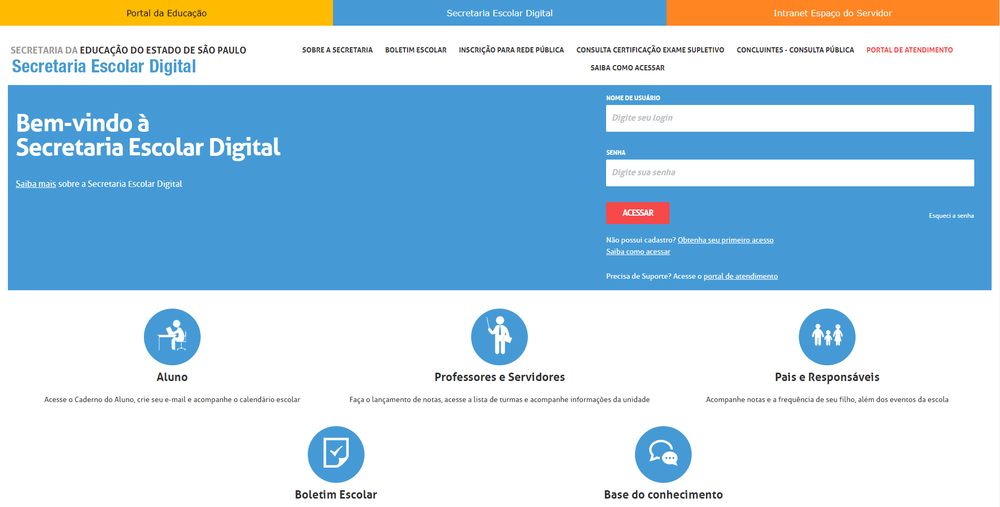 Portal da Educação
Secretaria Escolar Digital
Intranet Espaço do Servidor
SECRETARIA DA EDUCAÇÃO DO ESTADO DE SÃO PAULO
Secretaria Escolar Digital
SOBRE A SECRETARIA
BOLETIM ESCOLAR
INSCRIÇÃO PARA REDE PÚBLICA
CONSULTA CERTIFICAÇÃO EXAME SUPLETIVO
CONCLUINTES - CONSULTA PÚBLICA
PORTAL DE ATENDIMENTO
SAIBA COMO ACESSAR
Bem-vindo à
Secretaria Escolar Digital
Saiba mais sobre a Secretaria Escolar Digital
NOME DE USUÁRIO
Digite seu login
SENHA
Digite sua senha
ACESSAR
Esqueci a senha
Não possui cadastro? Obtenha seu primeiro acesso
Saiba como acessar
Precisa de Suporte? Acesse o portal de atendimento
Aluno
Acesse o Caderno do Aluno, crie seu e-mail e acompanhe o calendário escolar
Professores e Servidores
Faça o lançamento de notas, acesse a lista de turmas e acompanhe informações da unidade
Pais e Responsáveis
Acompanhe notas e a frequência de seu filho, além dos eventos da escola
Boletim Escolar
Base do conhecimento